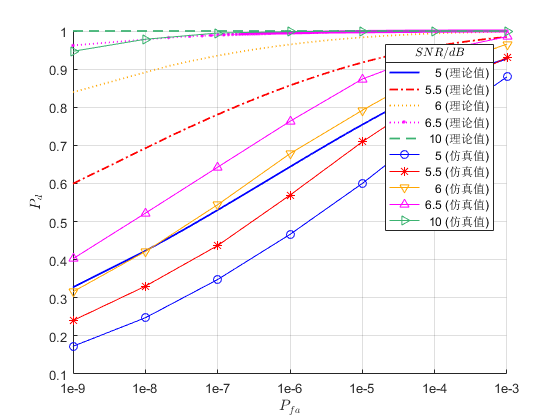 1
0.9
0.8
0.7
0.6
0.5
0.4
0.3
0.2
0.1
P_d
1e-9 1e-8 1e-7 1e-6 1e-5 1e-4 1e-3
P_{fa}
SNR/dB
5 (理论值)
5.5 (理论值)
6 (理论值)
6.5 (理论值)
10 (理论值)
5 (仿真值)
5.5 (仿真值)
6 (仿真值)
6.5 (仿真值)
10 (仿真值)